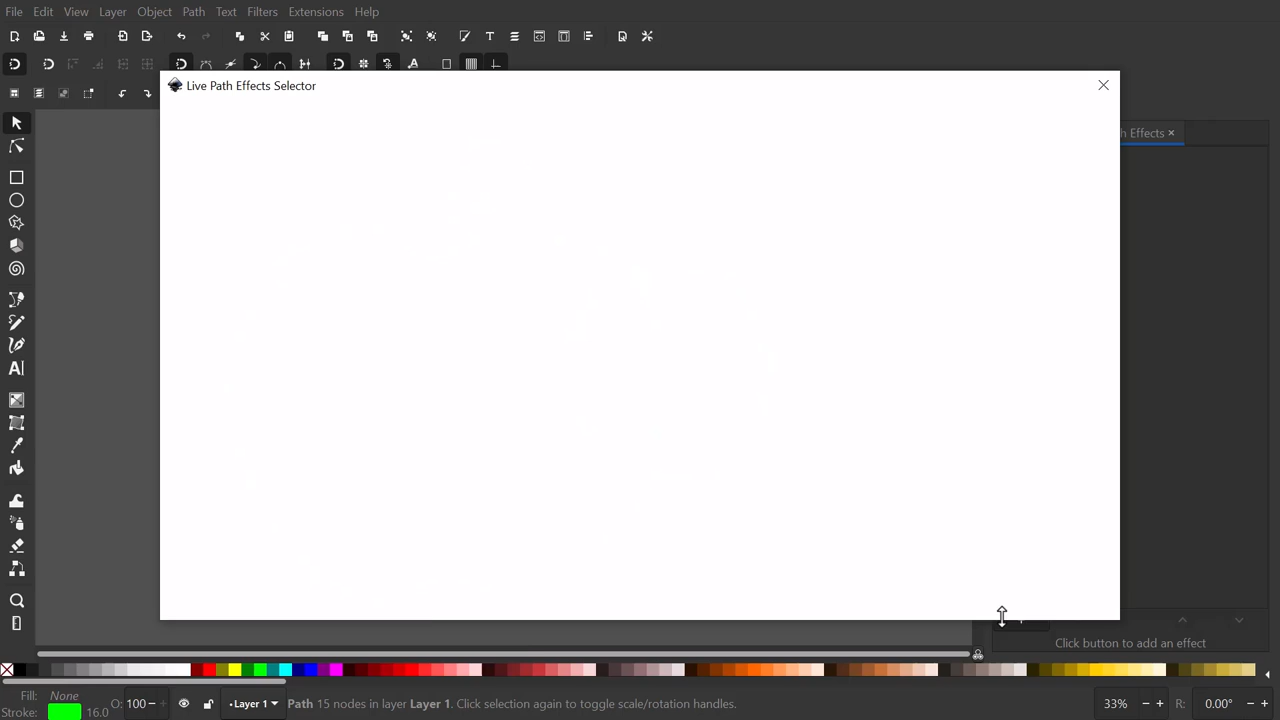 File Edit View Layer Object Path Text Filters Extensions Help
Live Path Effects Selector
Effects
Click button to add an effect
Fill: None
Stroke: 16.0
O: 100
Layer 1
Path 15 nodes in layer Layer 1. Click selection again to toggle scale/rotation handles.
33%
R: 0.00°